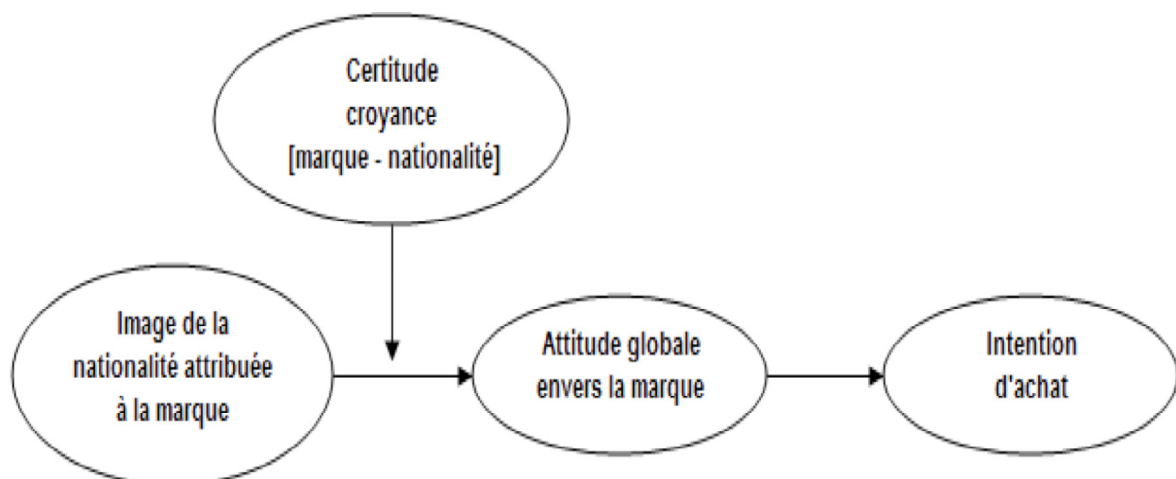 Certitude
croyance
[marque - nationalité]
Image de la
nationalité attribuée
à la marque
Attitude globale
envers la marque
Intention
d'achat